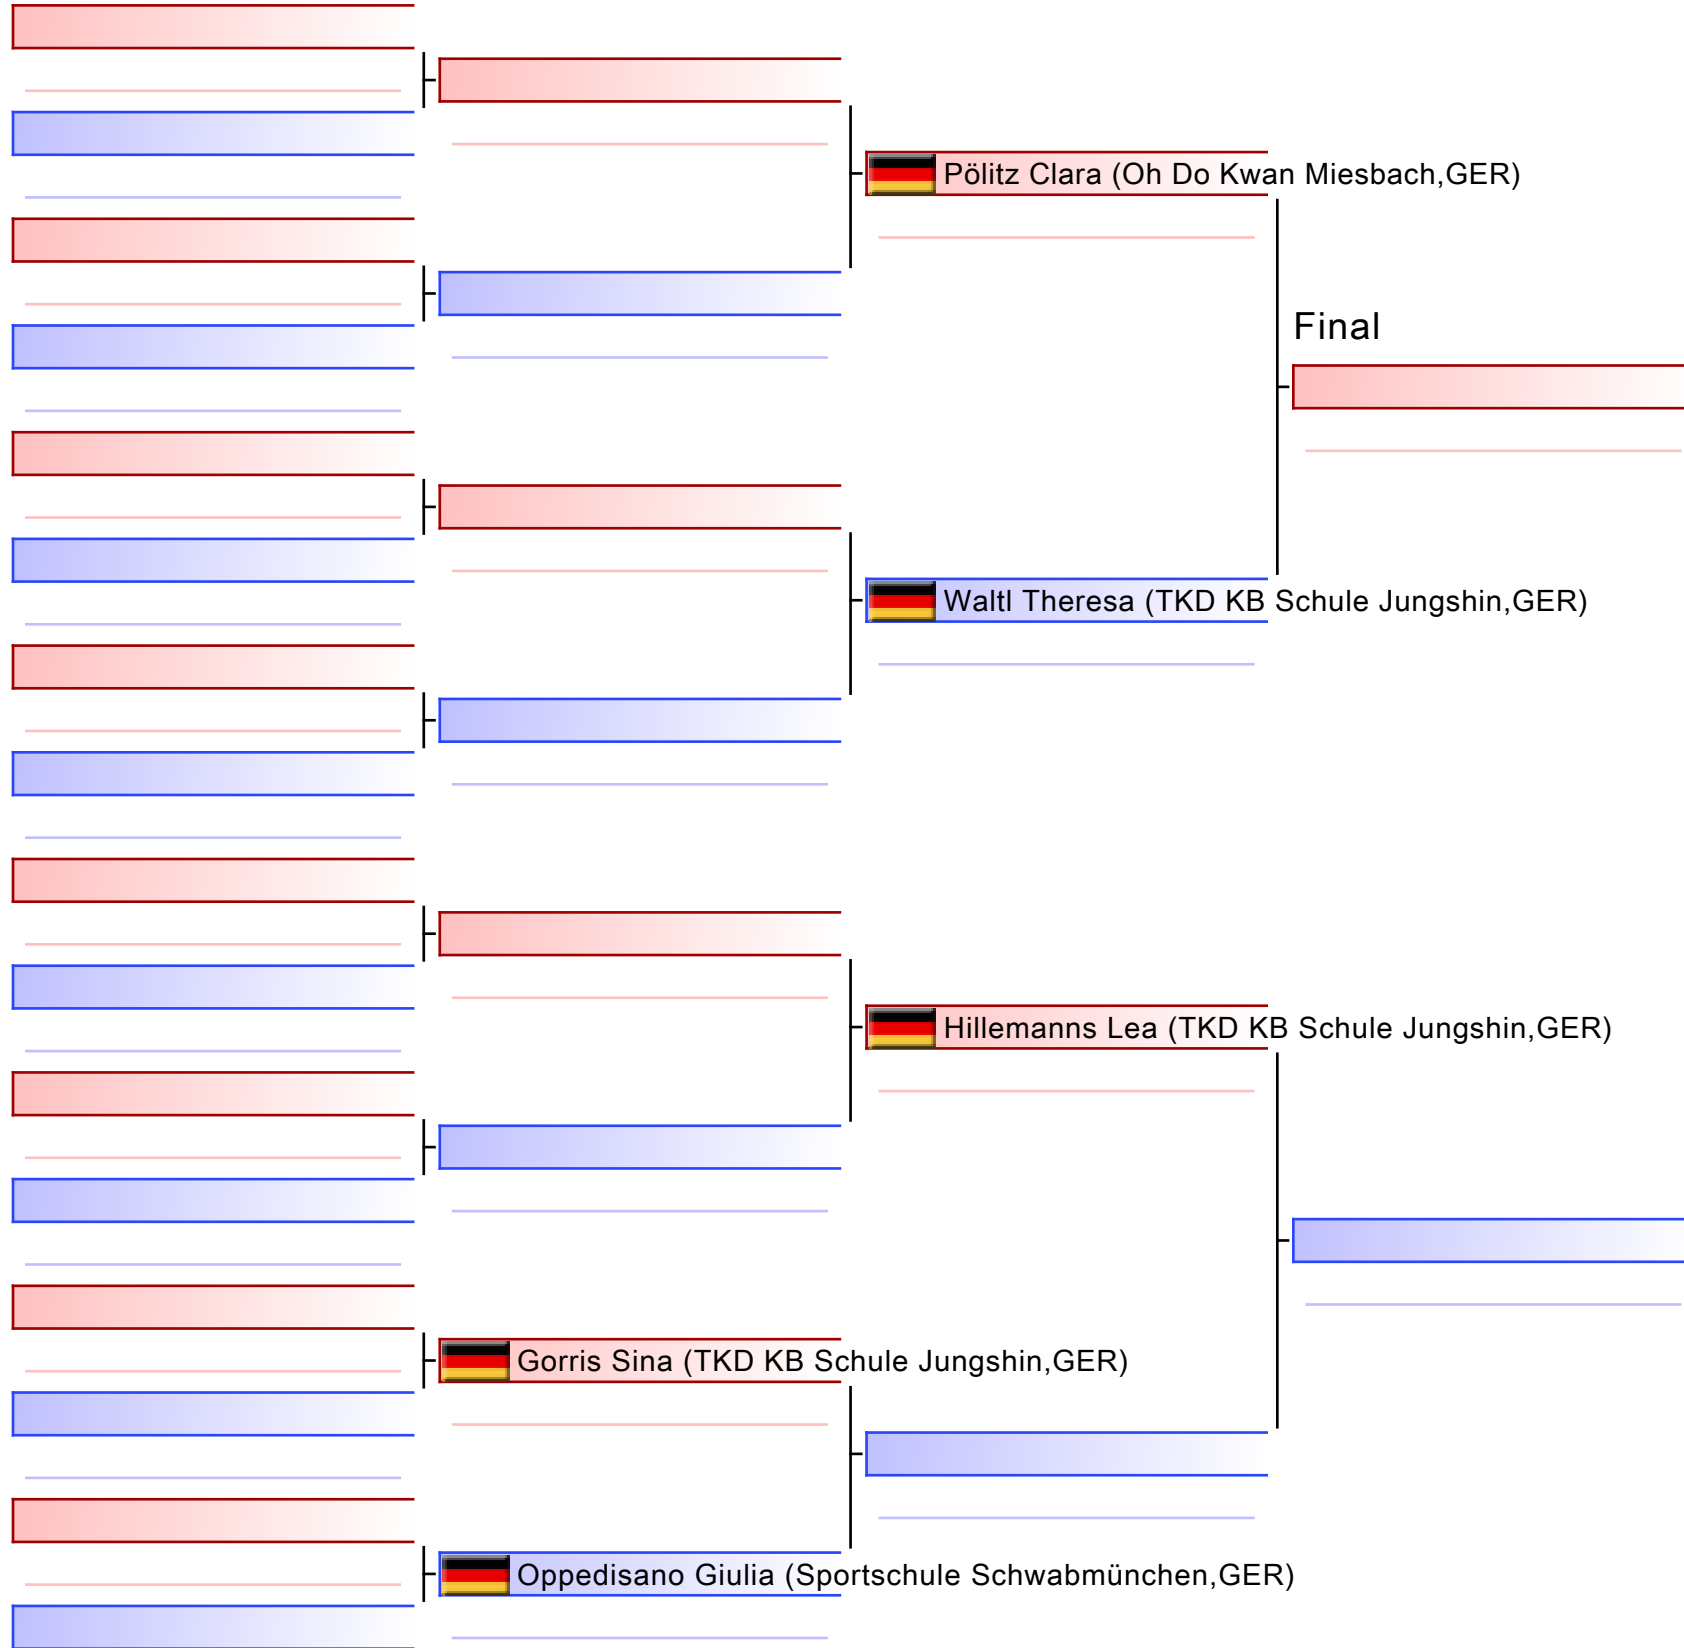 Pölitz Clara (Oh Do Kwan Miesbach,GER)
Final
Waltl Theresa (TKD KB Schule Jungshin,GER)
Hillemanns Lea (TKD KB Schule Jungshin,GER)
Gorris Sina (TKD KB Schule Jungshin,GER)
Oppedisano Giulia (Sportschule Schwabmünchen,GER)